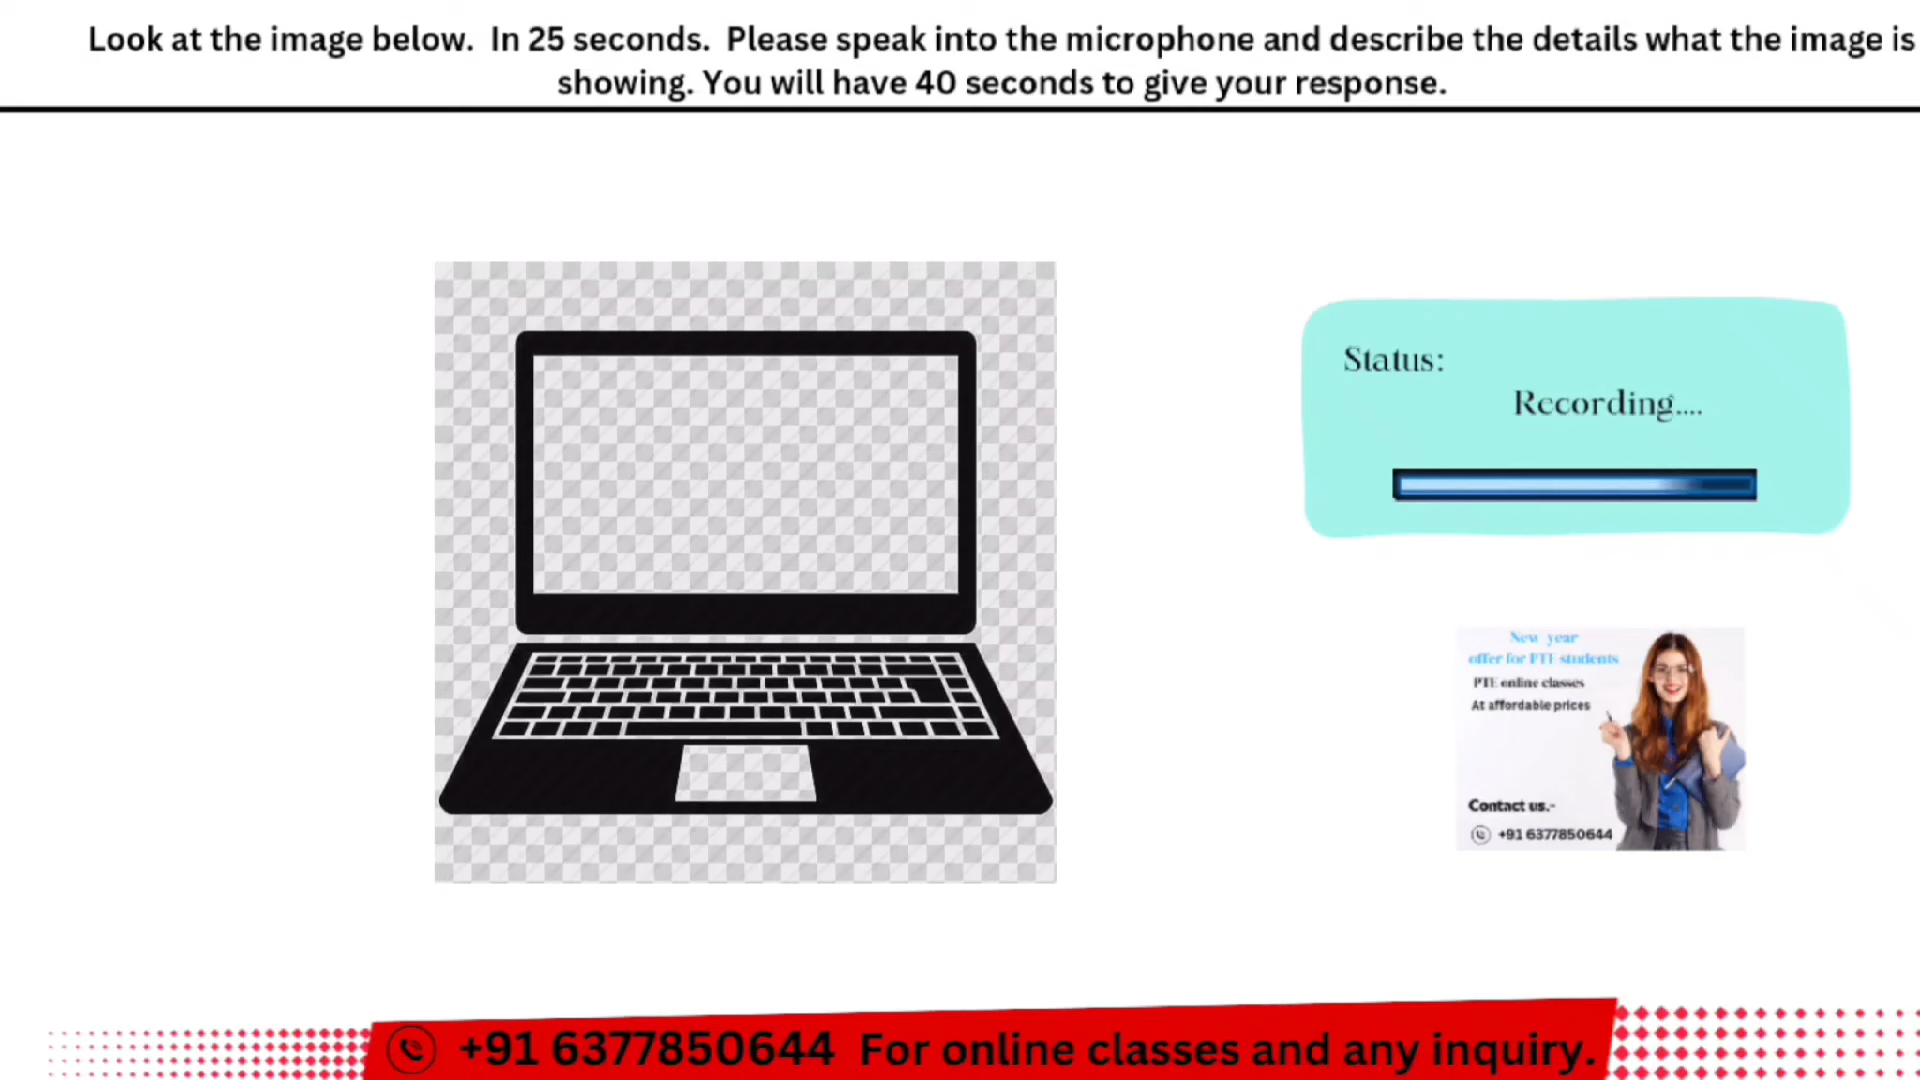 Look at the image below. In 25 seconds. Please speak into the microphone and describe the details what the image is
showing. You will have 40 seconds to give your response.
Status:
Recording....
New year
offer for PTE students
PTE online classes
At affordable prices
Contact us.-
+91 6377850644
+91 6377850644 For online classes and any inquiry.